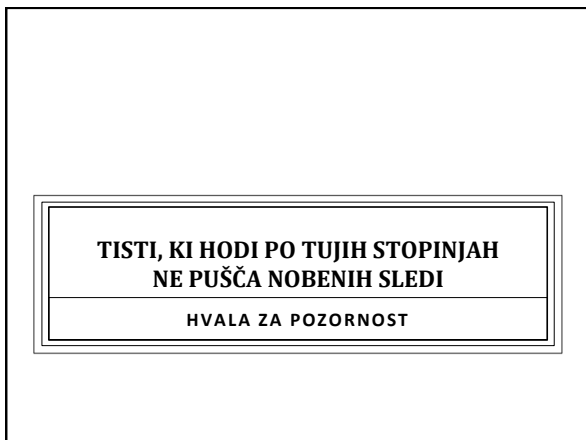 TISTI, KI HODI PO TUJIH STOPINJAH
NE PUŠČA NOBENIH SLEDI
HVALA ZA POZORNOST